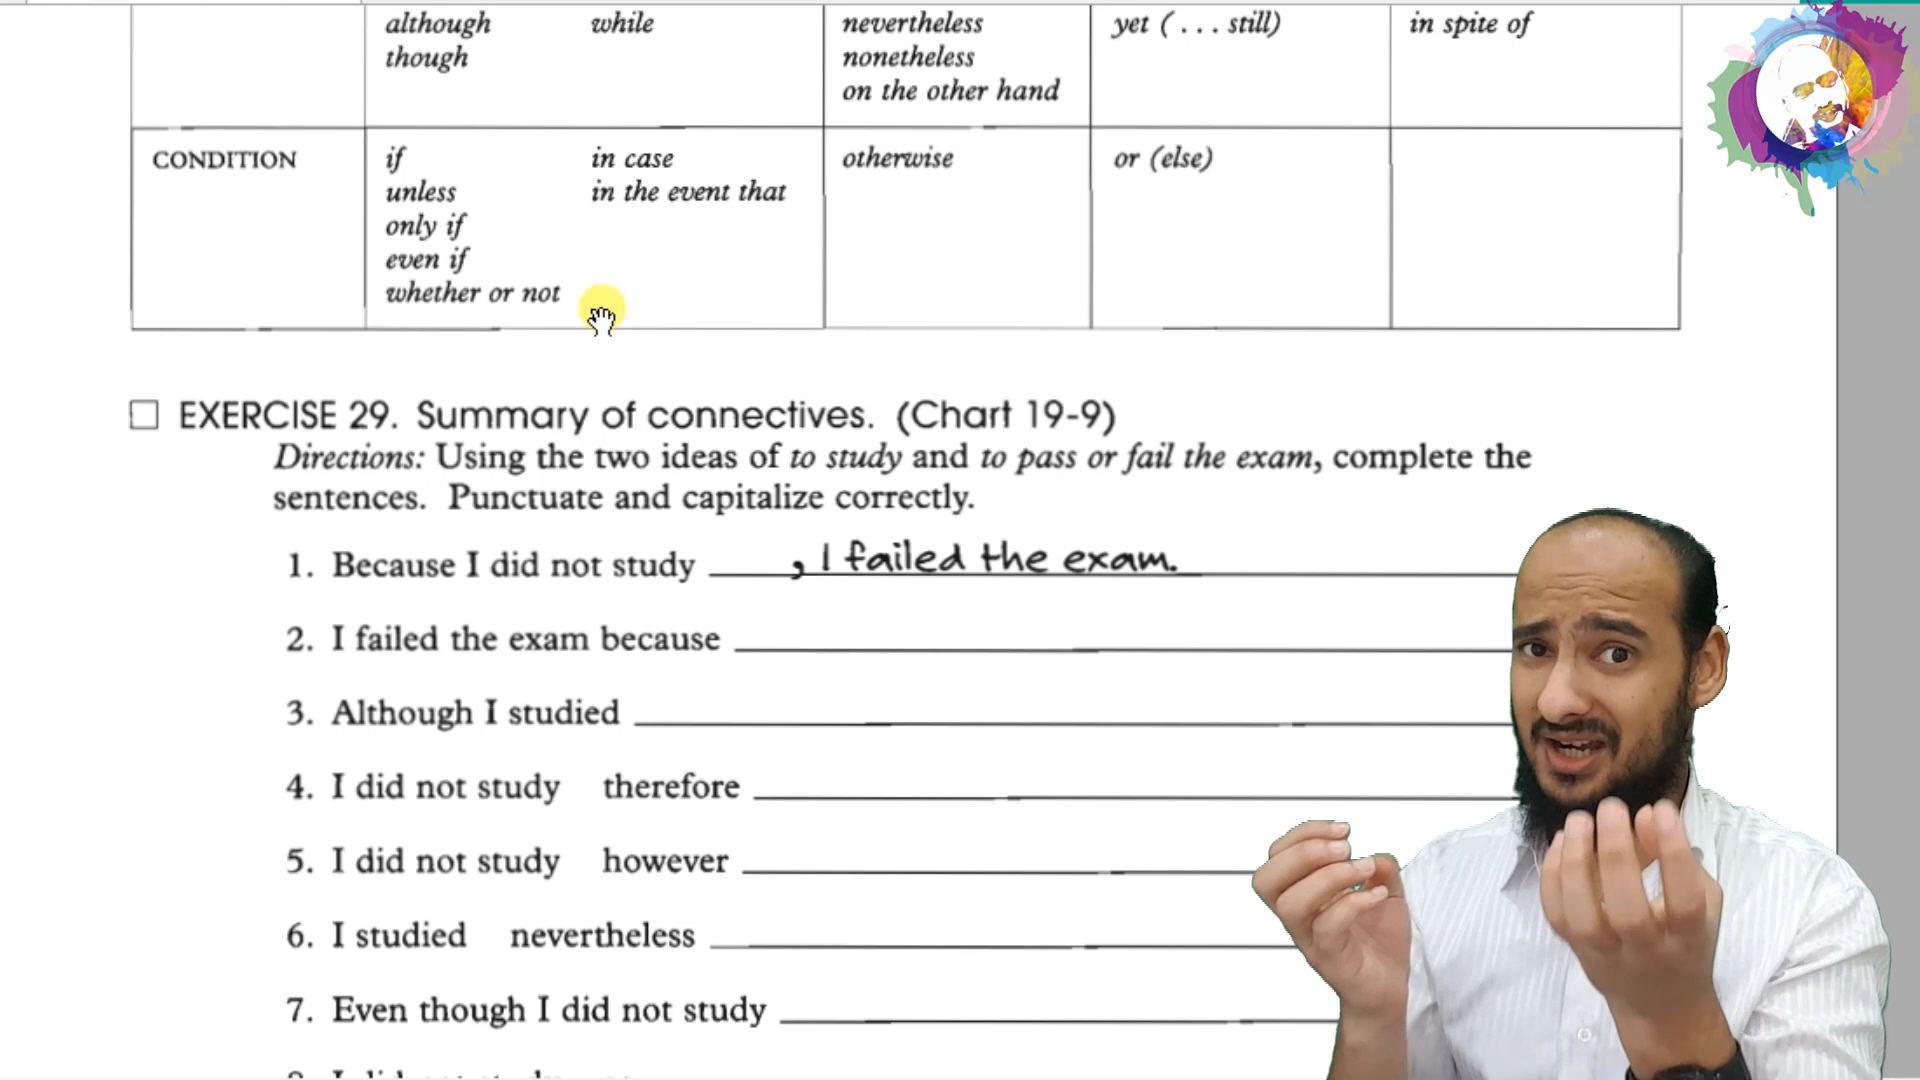 although while nevertheless yet ( . . . still) in spite of
though nonetheless
on the other hand
CONDITION if in case otherwise or (else)
unless in the event that
only if
even if
whether or not
EXERCISE 29. Summary of connectives. (Chart 19-9)
Directions: Using the two ideas of to study and to pass or fail the exam, complete the
sentences. Punctuate and capitalize correctly.
1. Because I did not study , I failed the exam.
2. I failed the exam because
3. Although I studied
4. I did not study therefore
5. I did not study however
6. I studied nevertheless
7. Even though I did not study